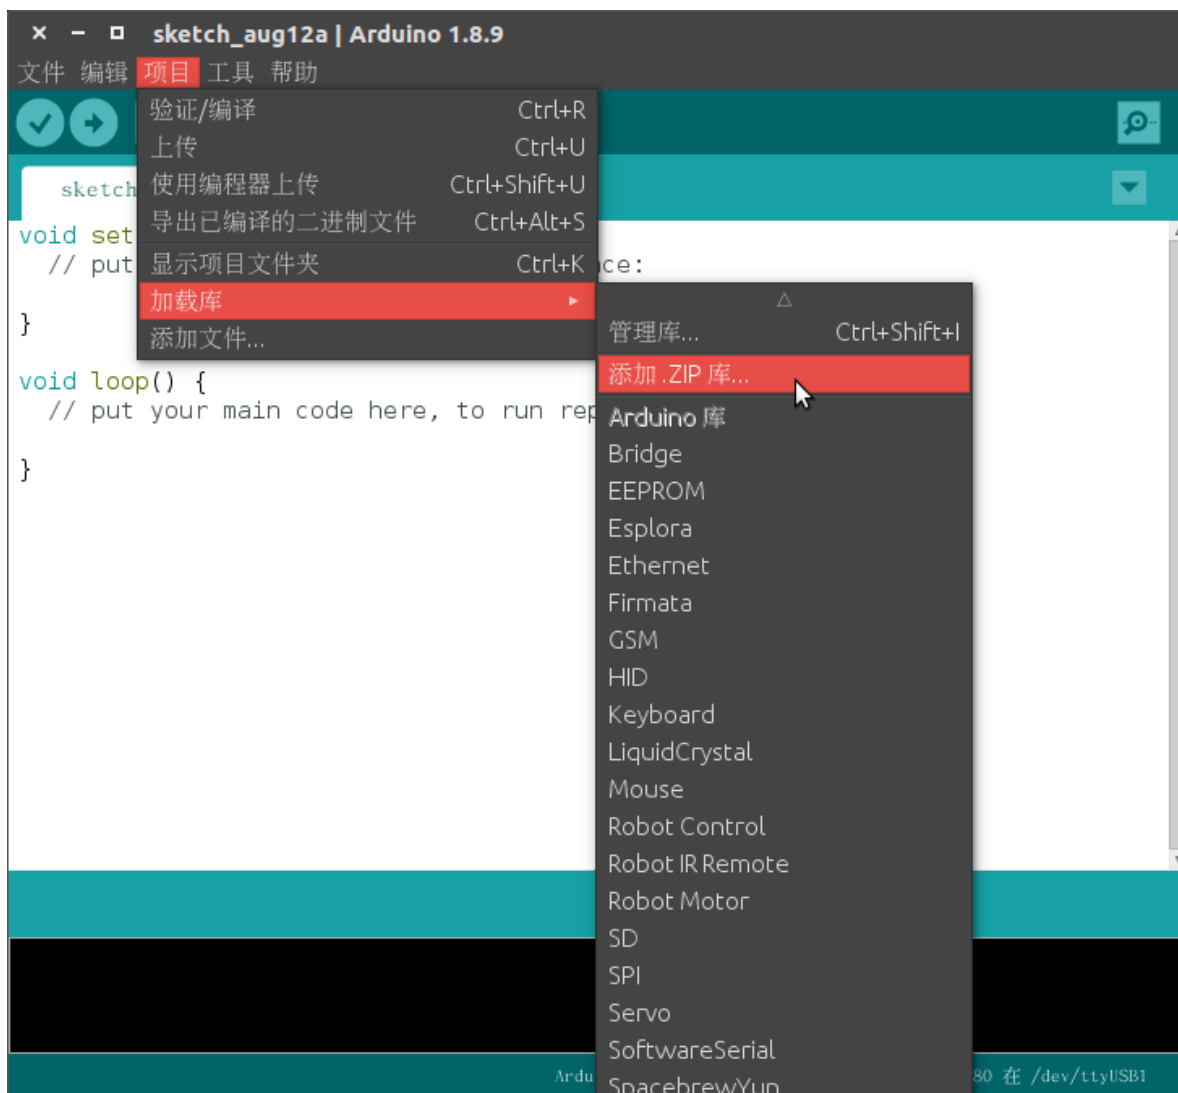 sketch_aug12a | Arduino 1.8.9
文件 编辑 项目 工具 帮助
验证/编译 Ctrl+R
上传 Ctrl+U
使用编程器上传 Ctrl+Shift+U
导出已编译的二进制文件 Ctrl+Alt+S
显示项目文件夹 Ctrl+K
加载库
添加文件...
sketch
void set
// put
ce:
}
void loop() {
// put your main code here, to run rep
}
管理库... Ctrl+Shift+I
添加 .ZIP 库...
Arduino 库
Bridge
EEPROM
Esplora
Ethernet
Firmata
GSM
HID
Keyboard
LiquidCrystal
Mouse
Robot Control
Robot IR Remote
Robot Motor
SD
SPI
Servo
SoftwareSerial
SpacebrewYun
Ardu
80 在 /dev/ttyUSB1